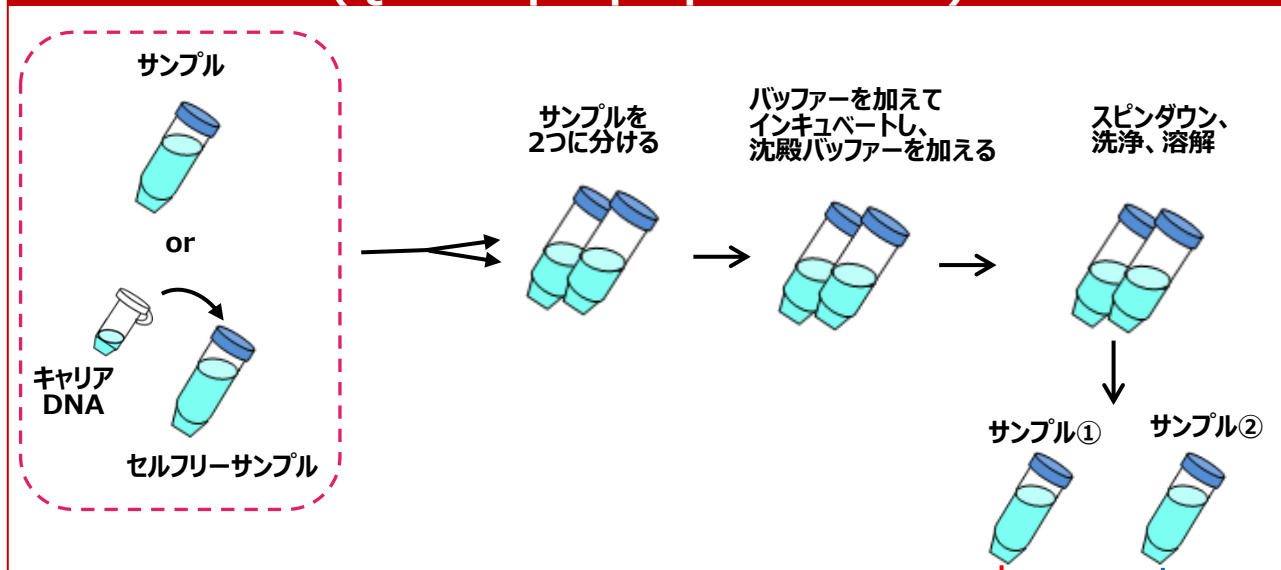 サンプル
or
キャリア
DNA
セルフリーサンプル
サンプルを
2つに分ける
バッファーを加えて
インキュベートし、
沈殿バッファーを加える
スピンダウン、
洗浄、溶解
サンプル①
サンプル②